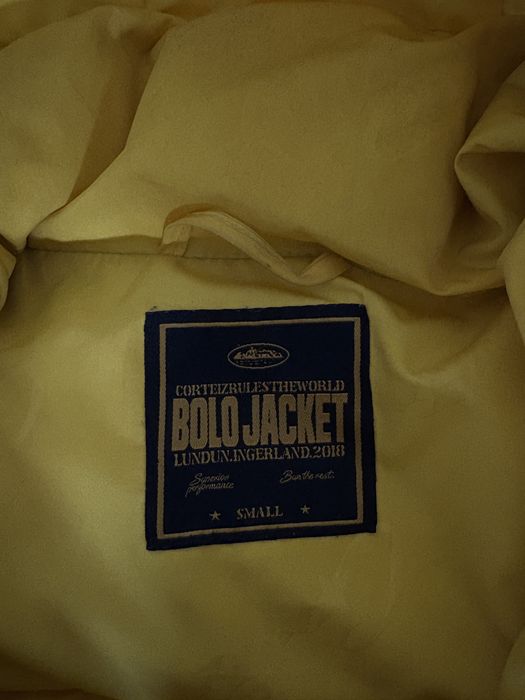 CORTEIZRULESTHEWORLD
BOLO JACKET
LUNDUN.INGERLAND.2018
Superior performance
Bun the rest.
★ SMALL ★